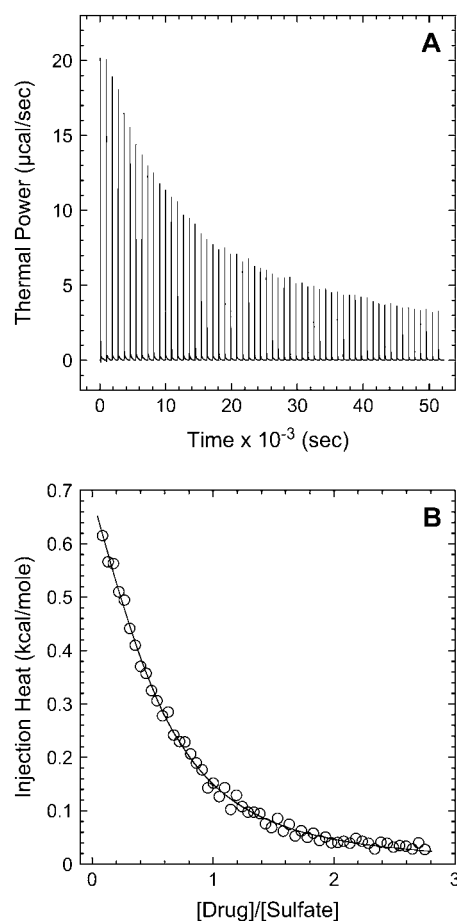 A
Thermal Power (µcal/sec)
20
15
10
5
0
0 10 20 30 40 50
Time x 10⁻³ (sec)
B
Injection Heat (kcal/mole)
0.7
0.6
0.5
0.4
0.3
0.2
0.1
0
0 1 2 3
[Drug]/[Sulfate]